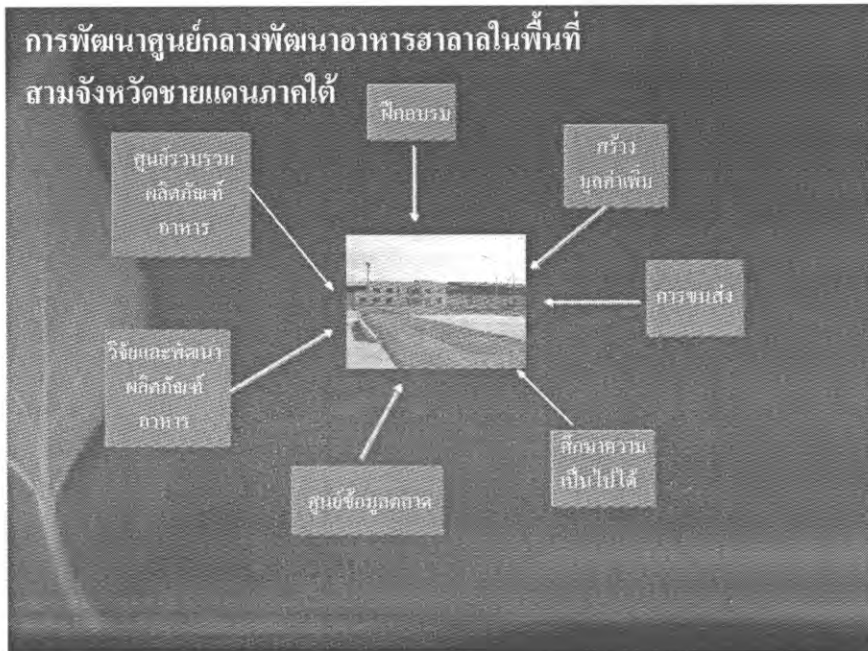 การพัฒนาศูนย์กลางพัฒนาอาหารฮาลาลในพื้นที่
สามจังหวัดชายแดนภาคใต้
ฝึกอบรม
ศูนย์รวบรวม
ผลิตภัณฑ์
อาหาร
สร้าง
มูลค่าเพิ่ม
การขนส่ง
วิจัยและพัฒนา
ผลิตภัณฑ์
อาหาร
ศึกษาความ
เป็นไปได้
ศูนย์ข้อมูลตลาด